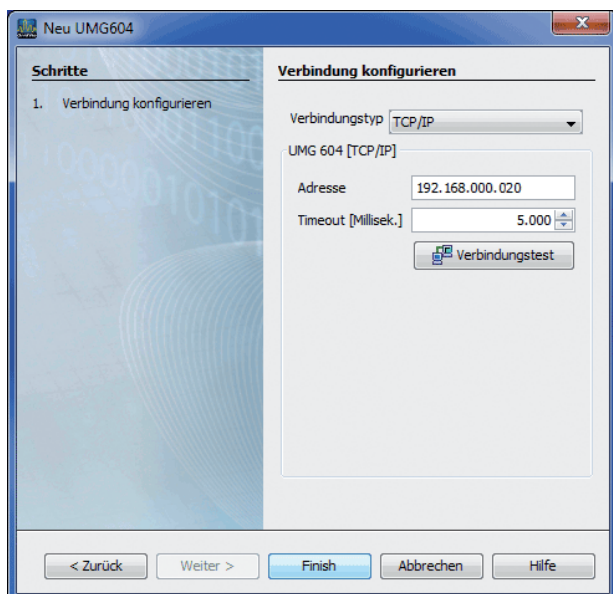 Neu UMG604
Schritte
1. Verbindung konfigurieren
Verbindung konfigurieren
Verbindungstyp TCP/IP
UMG 604 [TCP/IP]
Adresse 192.168.000.020
Timeout [Millisek.] 5.000
Verbindungstest
< Zurück Weiter > Finish Abbrechen Hilfe